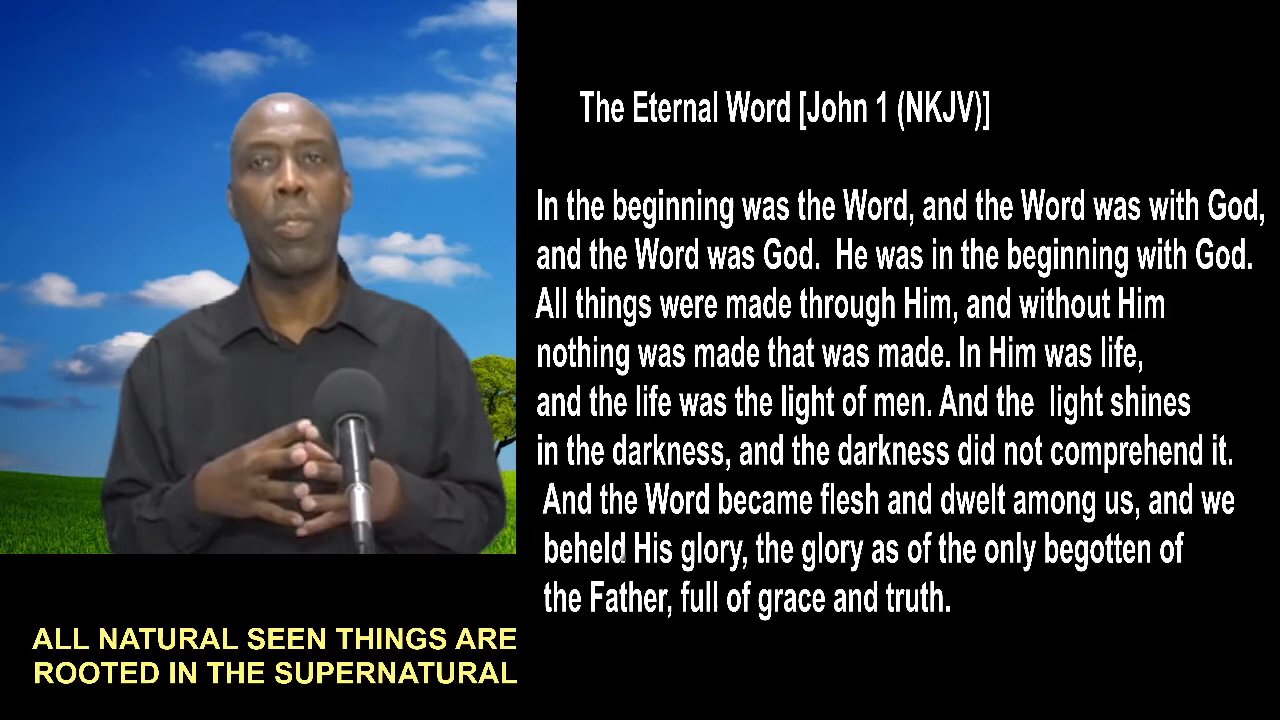 The Eternal Word [John 1 (NKJV)]
In the beginning was the Word, and the Word was with God,
and the Word was God.  He was in the beginning with God.
All things were made through Him, and without Him
nothing was made that was made. In Him was life,
and the life was the light of men. And the  light shines
in the darkness, and the darkness did not comprehend it.
And the Word became flesh and dwelt among us, and we
beheld His glory, the glory as of the only begotten of
the Father, full of grace and truth.
ALL NATURAL SEEN THINGS ARE
ROOTED IN THE SUPERNATURAL